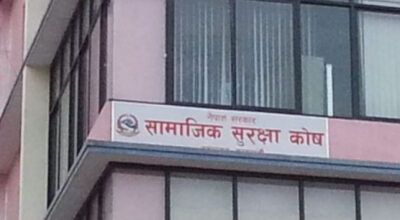 नेपाल सरकार
सामाजिक सुरक्षा कोष